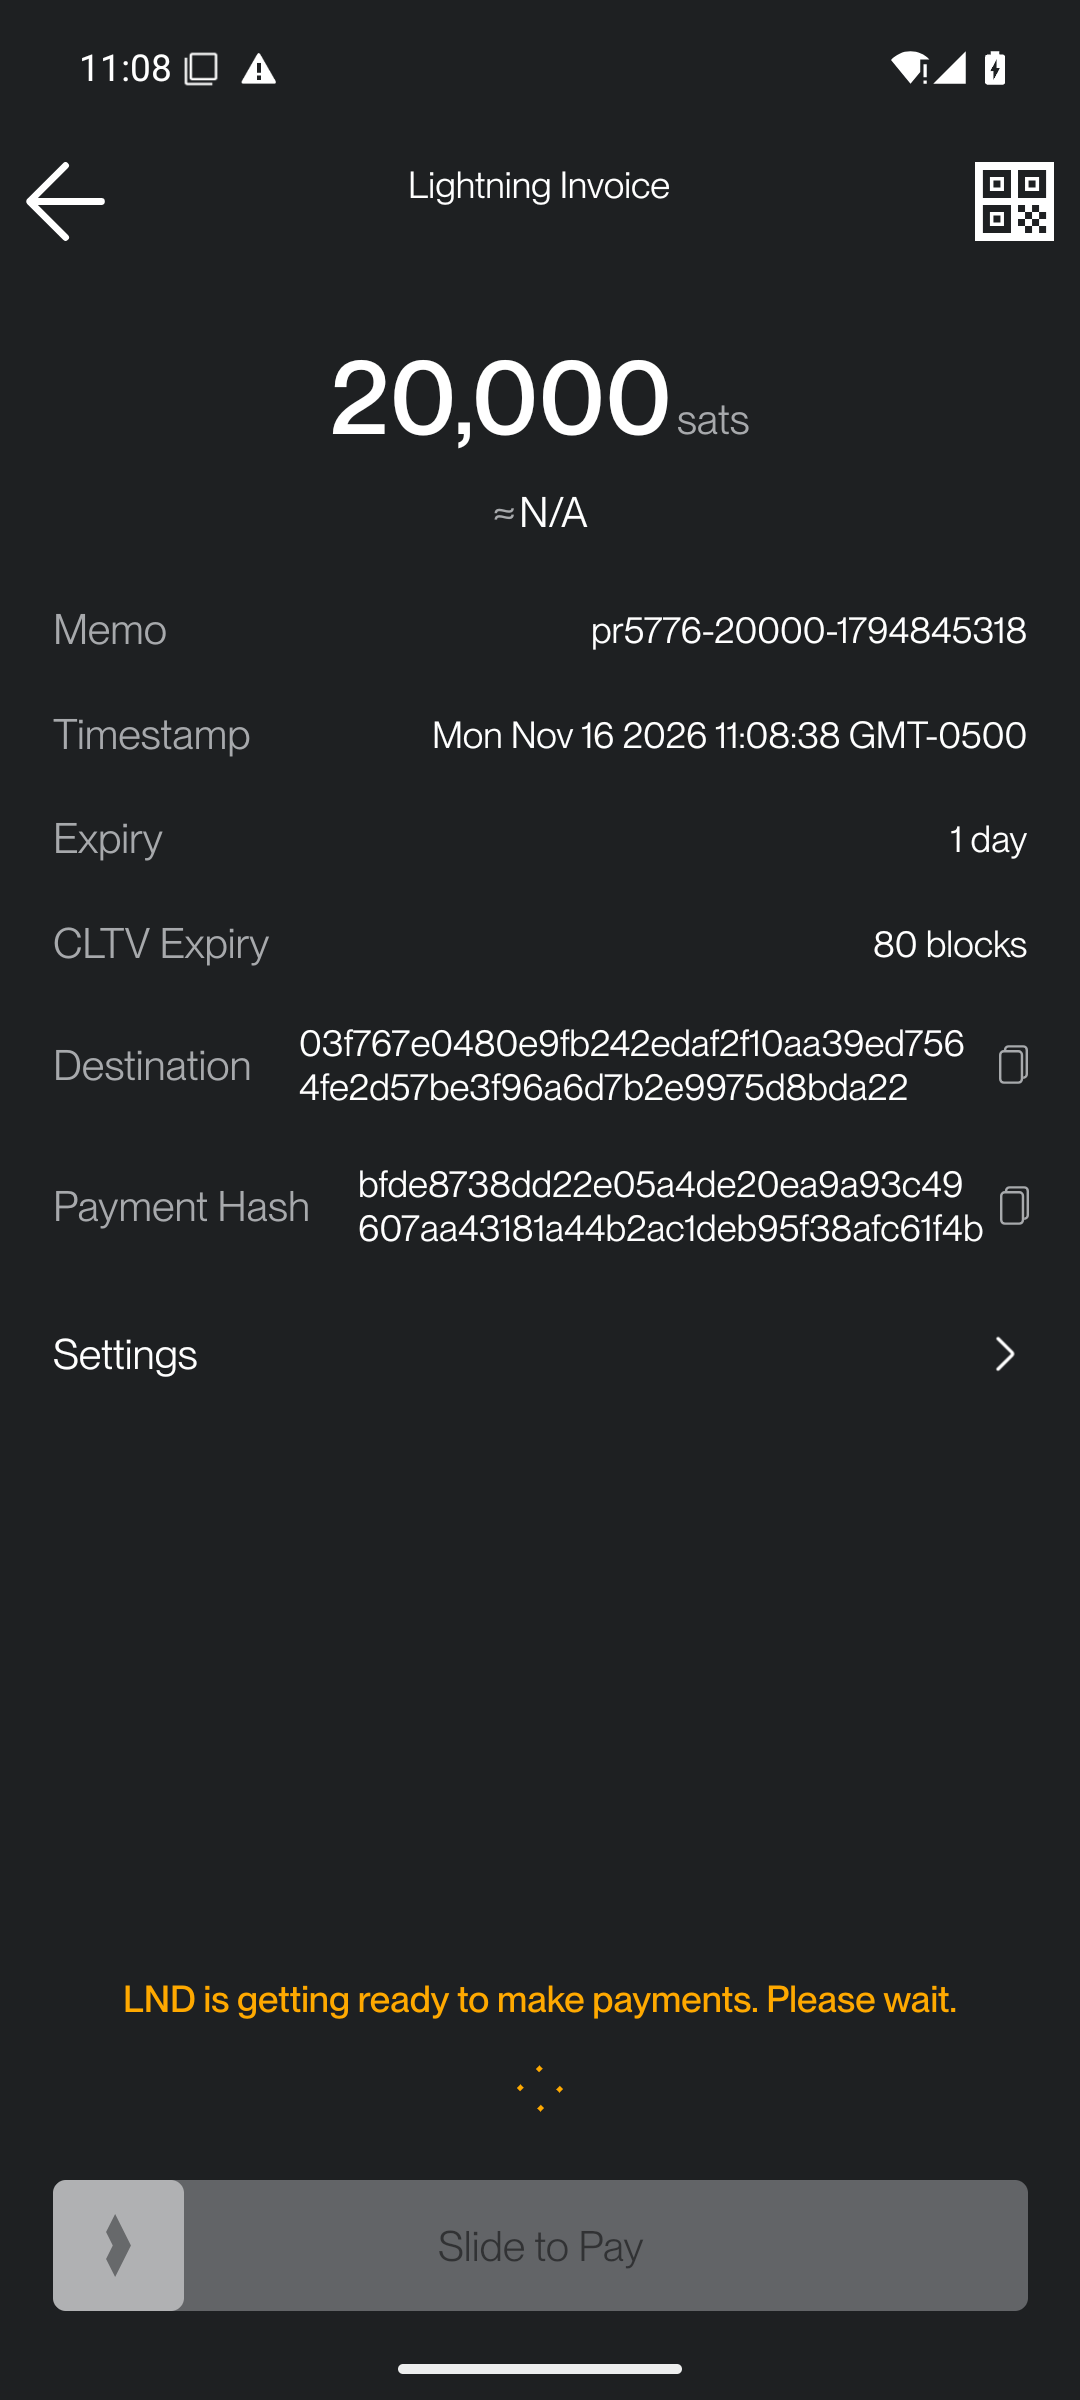 11:08
Lightning Invoice
20,000 sats
≈N/A
Memo pr5776-20000-1794845318
Timestamp Mon Nov 16 2026 11:08:38 GMT-0500
Expiry 1 day
CLTV Expiry 80 blocks
Destination 03f767e0480e9fb242edaf2f10aa39ed756
4fe2d57be3f96a6d7b2e9975d8bda22
Payment Hash bfde8738dd22e05a4de20ea9a93c49
607aa43181a44b2ac1deb95f38afc61f4b
Settings
LND is getting ready to make payments. Please wait.
Slide to Pay